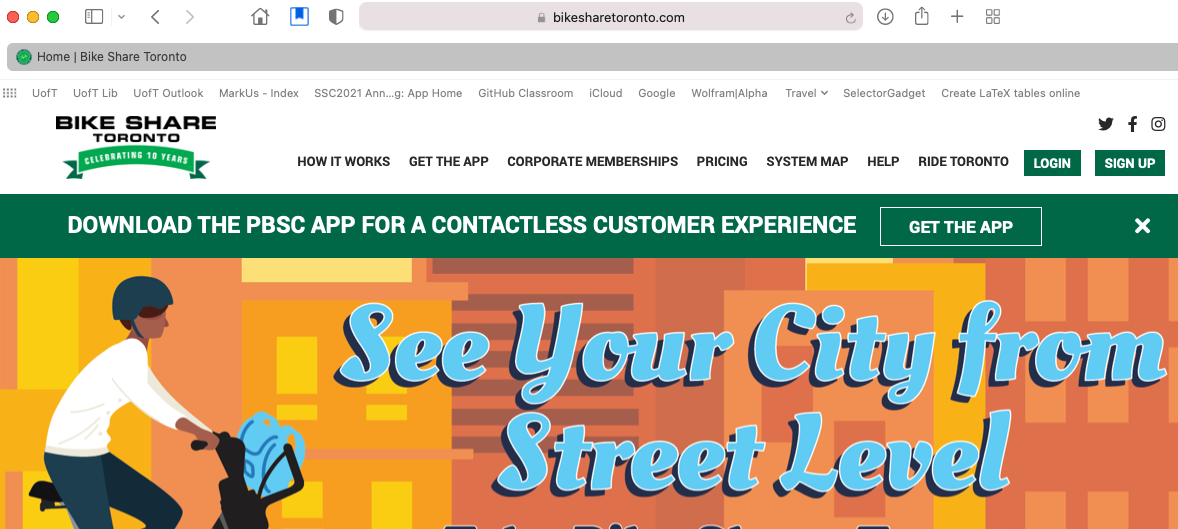 bikesharetoronto.com
Home | Bike Share Toronto
UofT UofT Lib UofT Outlook MarkUs - Index SSC2021 Ann...g: App Home GitHub Classroom iCloud Google Wolfram|Alpha Travel SelectorGadget Create LaTeX tables online
BIKE SHARE
TORONTO
CELEBRATING 10 YEARS
HOW IT WORKS GET THE APP CORPORATE MEMBERSHIPS PRICING SYSTEM MAP HELP RIDE TORONTO LOGIN SIGN UP
DOWNLOAD THE PBSC APP FOR A CONTACTLESS CUSTOMER EXPERIENCE GET THE APP
See Your City from
Street Level